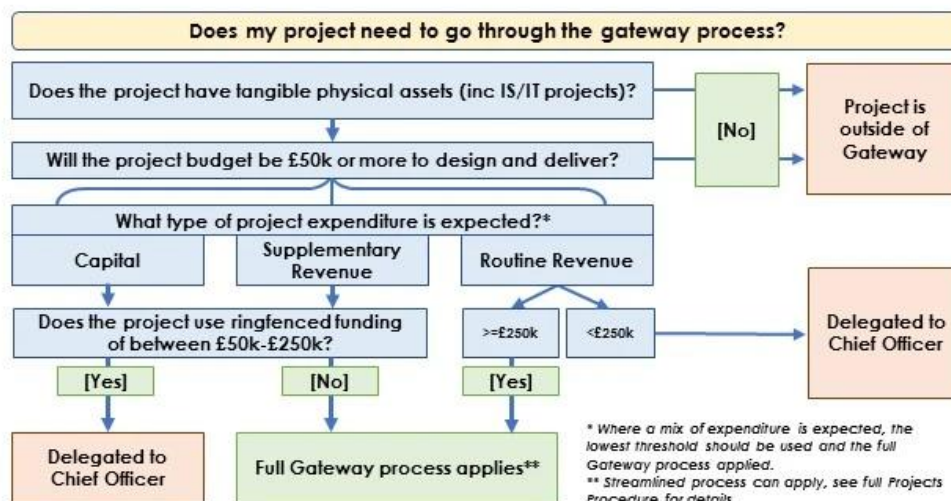 Does my project need to go through the gateway process?
Does the project have tangible physical assets (inc IS/IT projects)?
[No]
Project is
outside of
Gateway
Will the project budget be £50k or more to design and deliver?
What type of project expenditure is expected?*
Capital
Supplementary
Revenue
Routine Revenue
Does the project use ringfenced funding
of between £50k-£250k?
>=£250k
<£250k
Delegated to
Chief Officer
[Yes]
[No]
[Yes]
Delegated to
Chief Officer
Full Gateway process applies**
* Where a mix of expenditure is expected, the
lowest threshold should be used and the full
Gateway process applied.
** Streamlined process can apply, see full Projects
Procedure for details